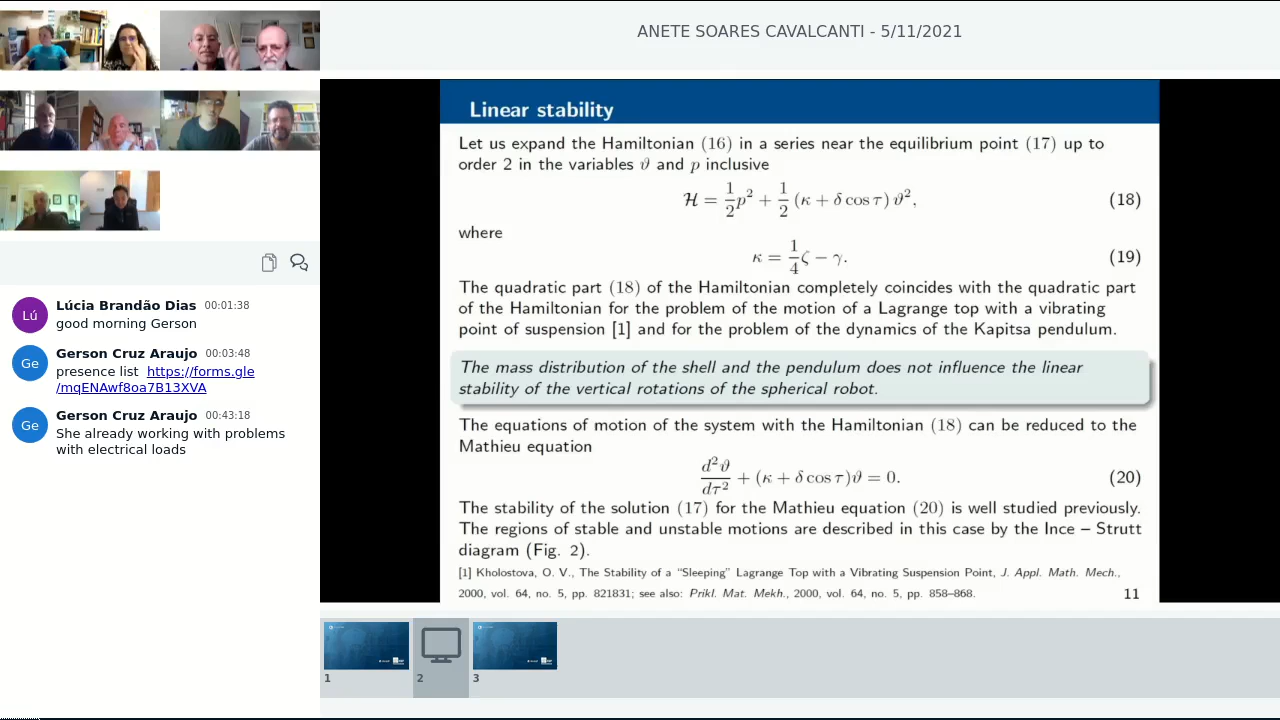 ANETE SOARES CAVALCANTI - 5/11/2021
Lú
Lúcia Brandão Dias 00:01:38
good morning Gerson
Ge
Gerson Cruz Araujo 00:03:48
presence list https://forms.gle
/mqENAwf8oa7B13XVA
Ge
Gerson Cruz Araujo 00:43:18
She already working with problems
with electrical loads
Linear stability
Let us expand the Hamiltonian (16) in a series near the equilibrium point (17) up to
order 2 in the variables ϑ and p inclusive
ℋ = 1/2 p² + 1/2 (κ + δ cos τ) ϑ², (18)
where
κ = 1/4 ζ − γ. (19)
The quadratic part (18) of the Hamiltonian completely coincides with the quadratic part
of the Hamiltonian for the problem of the motion of a Lagrange top with a vibrating
point of suspension [1] and for the problem of the dynamics of the Kapitsa pendulum.
The mass distribution of the shell and the pendulum does not influence the linear
stability of the vertical rotations of the spherical robot.
The equations of motion of the system with the Hamiltonian (18) can be reduced to the
Mathieu equation
d²ϑ/dτ² + (κ + δ cos τ)ϑ = 0. (20)
The stability of the solution (17) for the Mathieu equation (20) is well studied previously.
The regions of stable and unstable motions are described in this case by the Ince – Strutt
diagram (Fig. 2).
[1] Kholostova, O. V., The Stability of a “Sleeping” Lagrange Top with a Vibrating Suspension Point, J. Appl. Math. Mech.,
2000, vol. 64, no. 5, pp. 821831; see also: Prikl. Mat. Mekh., 2000, vol. 64, no. 5, pp. 858–868.
11
1
2
3